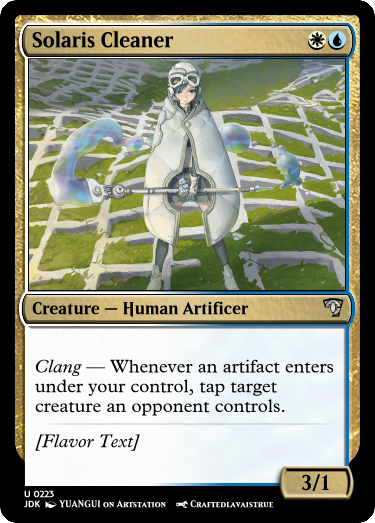 Solaris Cleaner
Creature — Human Artificer
Clang — Whenever an artifact enters
under your control, tap target
creature an opponent controls.
[Flavor Text]
3/1
U 0223
JDK YUANGUI on Artstation Craftedlavaistrue